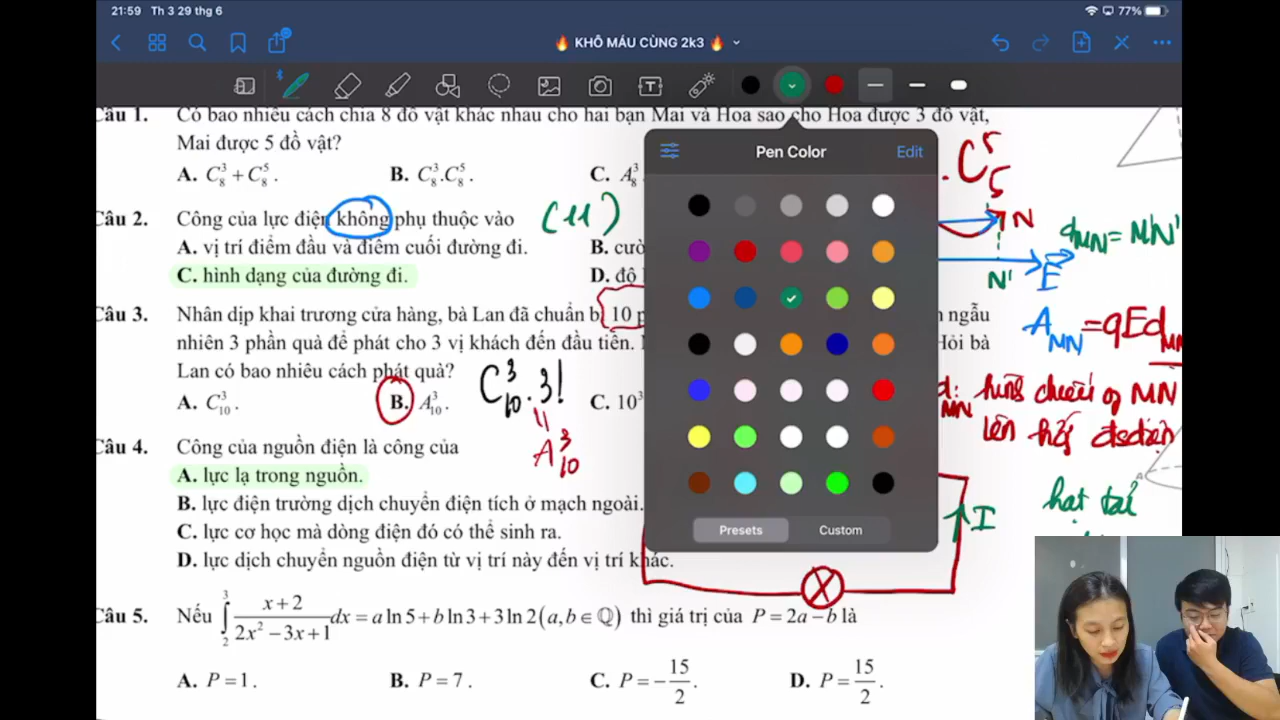 21:59 Th 3 29 thg 6
77%
🔥 KHÔ MÁU CÙNG 2k3 🔥
Câu 1. Có bao nhiêu cách chia 8 đồ vật khác nhau cho hai bạn Mai và Hoa sao cho Hoa được 3 đồ vật,
Mai được 5 đồ vật?
A. C₈³ + C₈⁵ . B. C₈³.C₈⁵ . C. A₈³
. C₅⁵
Câu 2. Công của lực điện không phụ thuộc vào (11)
A. vị trí điểm đầu và điểm cuối đường đi. B.
C. hình dạng của đường đi. D. độ
N
N'
E
d_MN = MN'
A_MN = qEd_MN
Câu 3. Nhân dịp khai trương cửa hàng, bà Lan đã chuẩn 10 ngẫu
nhiên 3 phần quà để phát cho 3 vị khách đến đầu tiên. Hỏi bà
Lan có bao nhiêu cách phát quà?
A. C₁₀³ . B. A₁₀³ . C. 10³
C₁₀³ . 3!
=
A₁₀³
MN
lên
Câu 4. Công của nguồn điện là công của
A. lực lạ trong nguồn.
B. lực điện trường dịch chuyển điện tích ở mạch ngoài.
C. lực cơ học mà dòng điện đó có thể sinh ra.
D. lực dịch chuyển nguồn điện từ vị trí này đến vị trí khác.
hạt tải
I
Câu 5. Nếu ∫₂³ (x+2)/(2x² −3x+1) dx = a ln 5 + b ln 3 + 3 ln 2 (a, b ∈ ℚ) thì giá trị của P = 2a − b là
A. P = 1 . B. P = 7 . C. P = −15/2 . D. P = 15/2 .
Pen Color Edit
Presets Custom